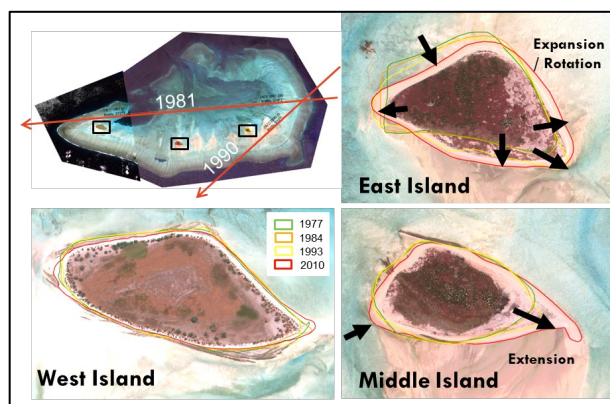 1981
1990
Expansion
/ Rotation
East Island
1977
1984
1993
2010
West Island
Extension
Middle Island